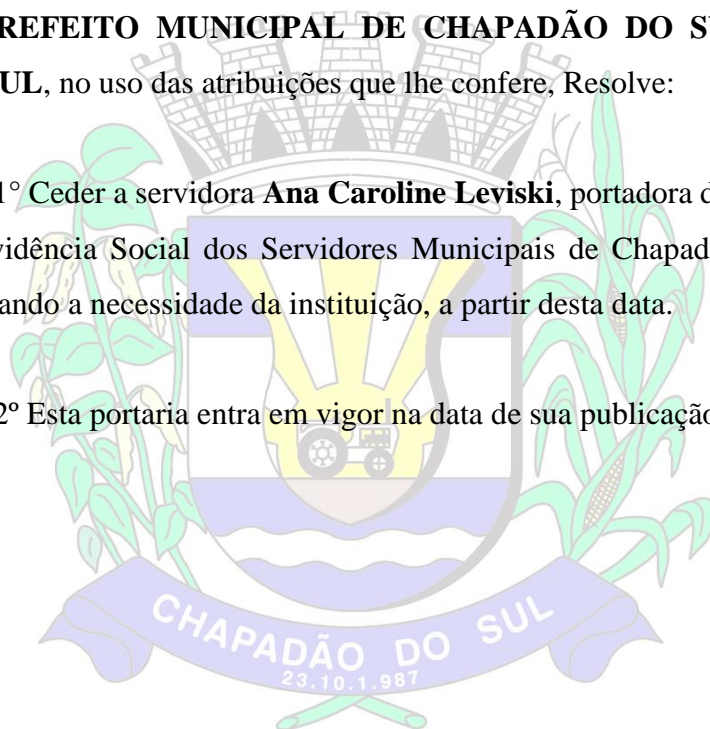 REFEITO MUNICIPAL DE CHAPADÃO DO S
UL, no uso das atribuições que lhe confere, Resolve:
1° Ceder a servidora Ana Caroline Leviski, portadora d
vidência Social dos Servidores Municipais de Chapad
ando a necessidade da instituição, a partir desta data.
2º Esta portaria entra em vigor na data de sua publicação
CHAPADÃO DO SUL
23.10.1.987